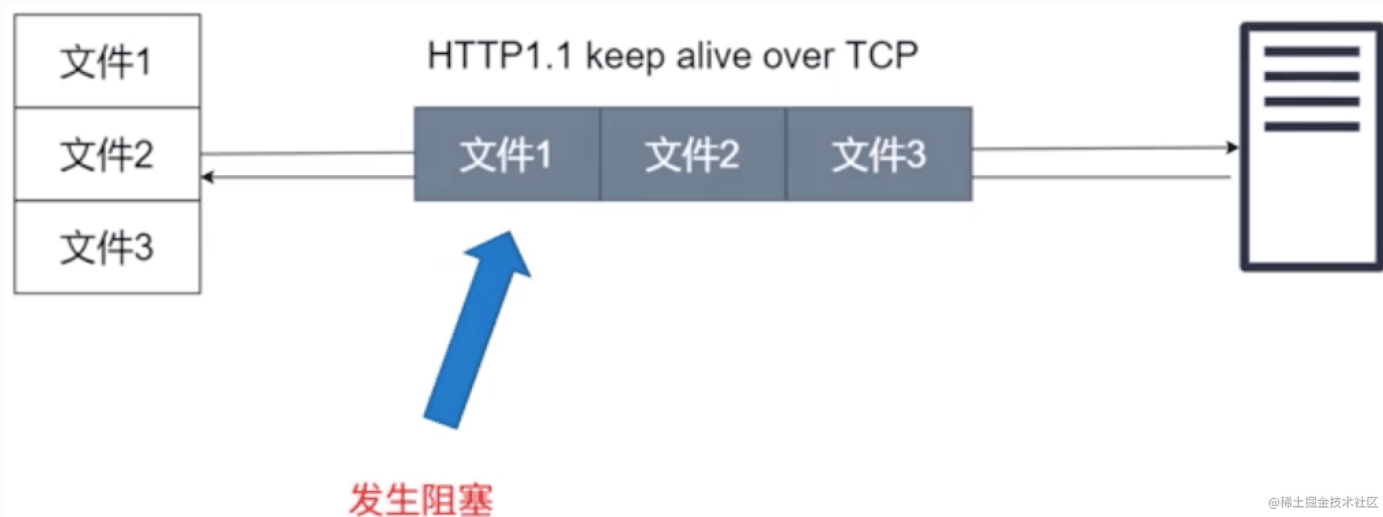 文件1
文件2
文件3
HTTP1.1 keep alive over TCP
文件1 文件2 文件3
发生阻塞
@稀土掘金技术社区